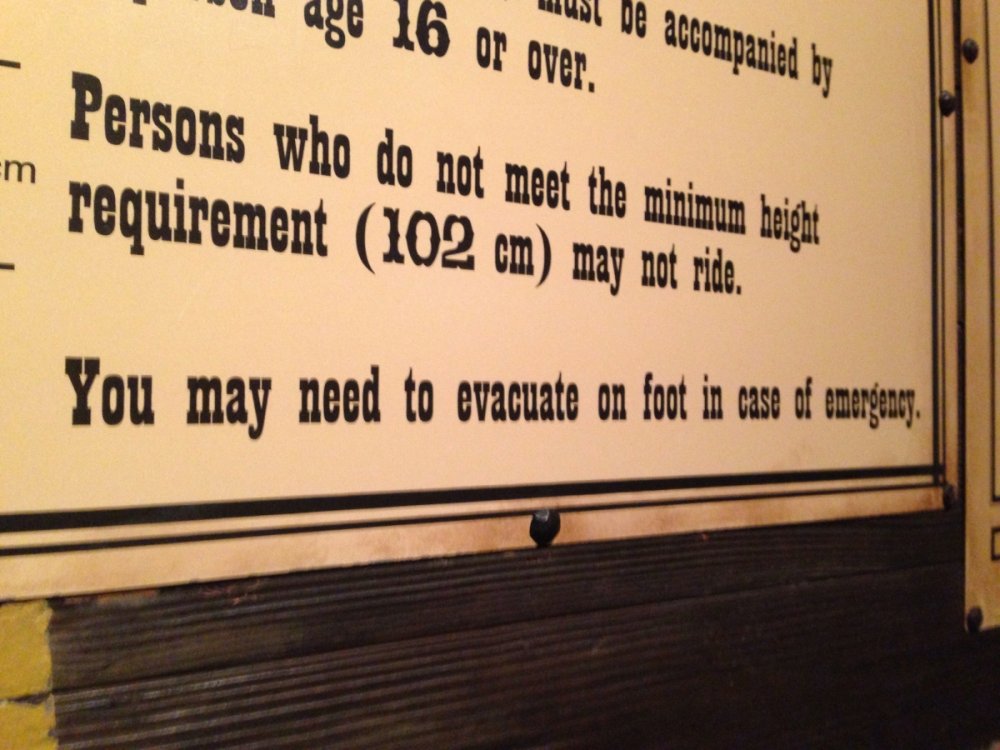 must be accompanied by
age 16 or over.
Persons who do not meet the minimum height
cm
requirement (102 cm) may not ride.
You may need to evacuate on foot in case of emergency.